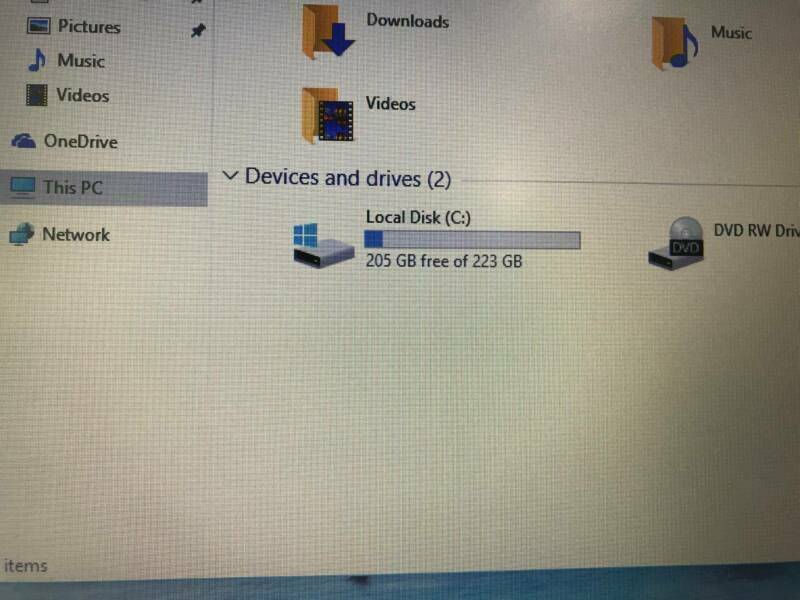 Pictures
Music
Videos
OneDrive
This PC
Network
Downloads
Music
Videos
Devices and drives (2)
Local Disk (C:)
205 GB free of 223 GB
DVD
DVD RW Driv
items